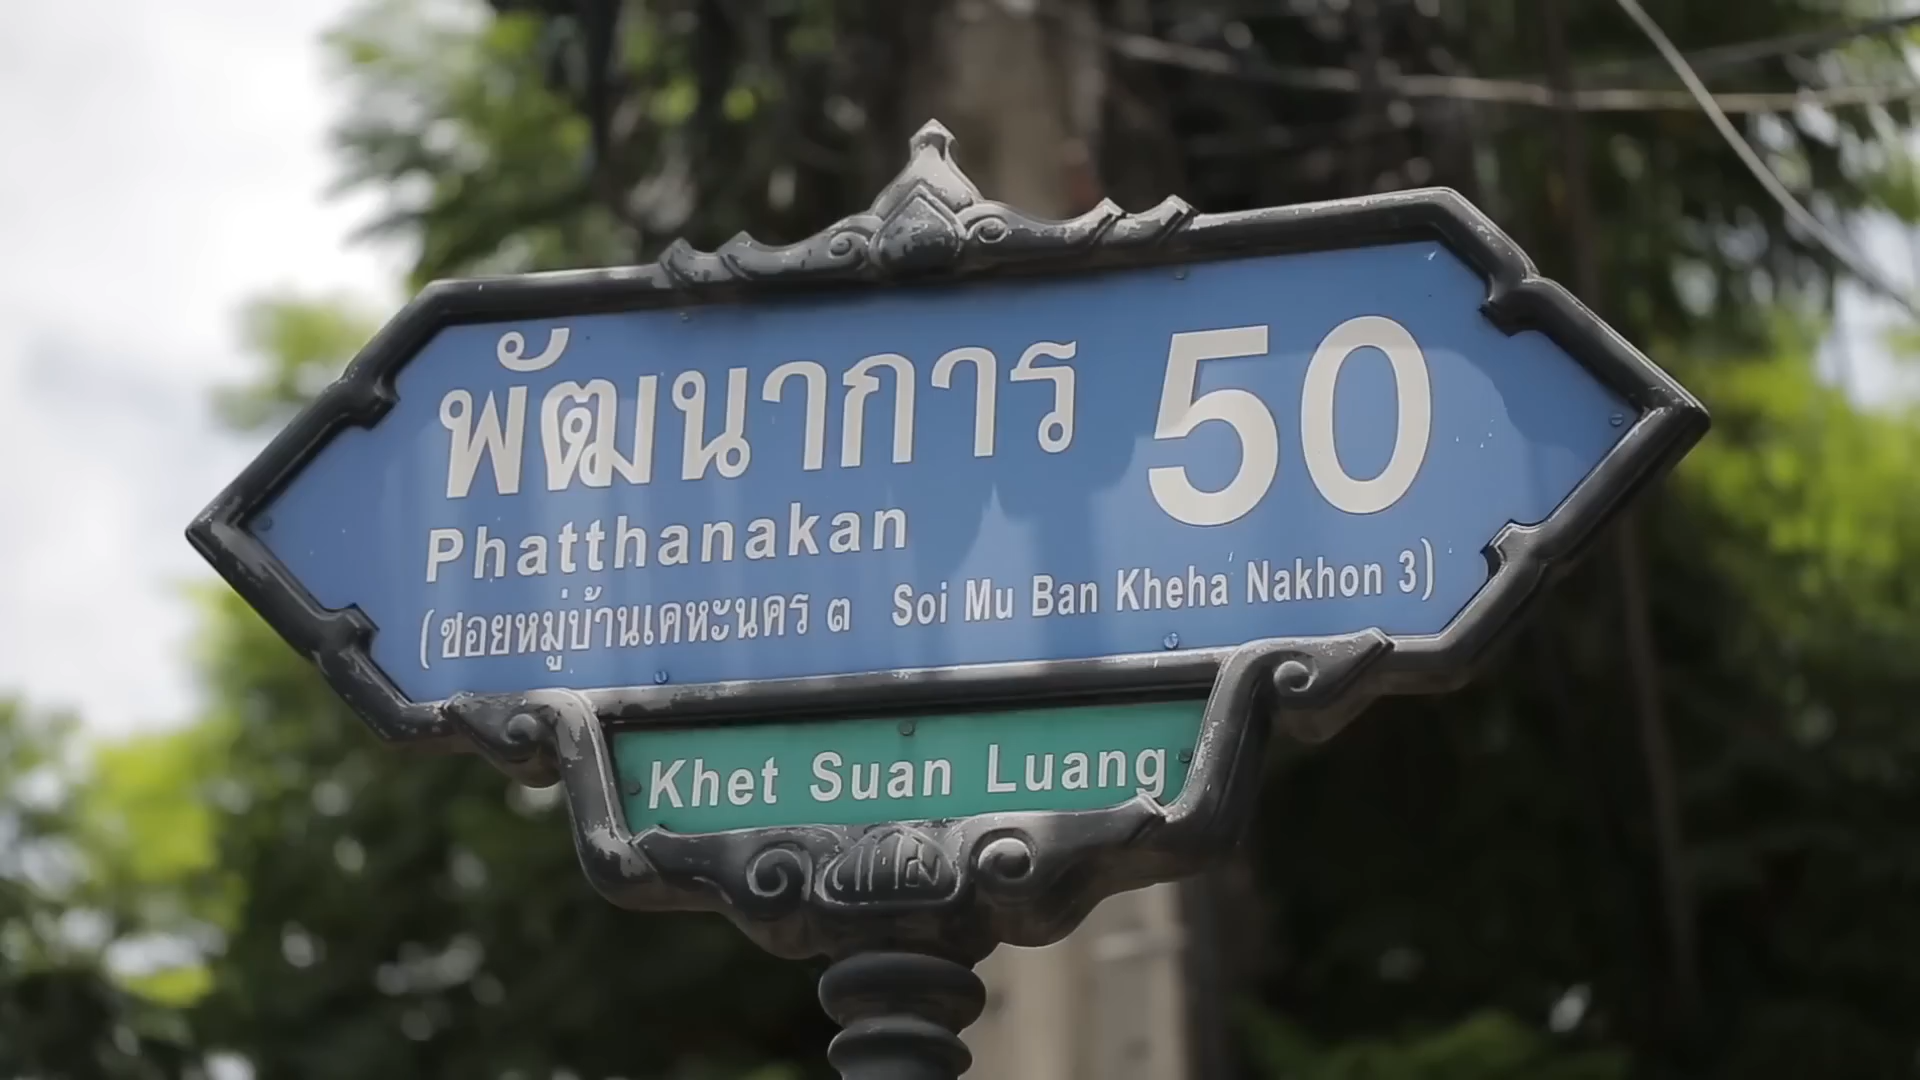 พัฒนาการ 50
Phatthanakan
(ซอยหมู่บ้านเคหะนคร ๓ Soi Mu Ban Kheha Nakhon 3)
Khet Suan Luang